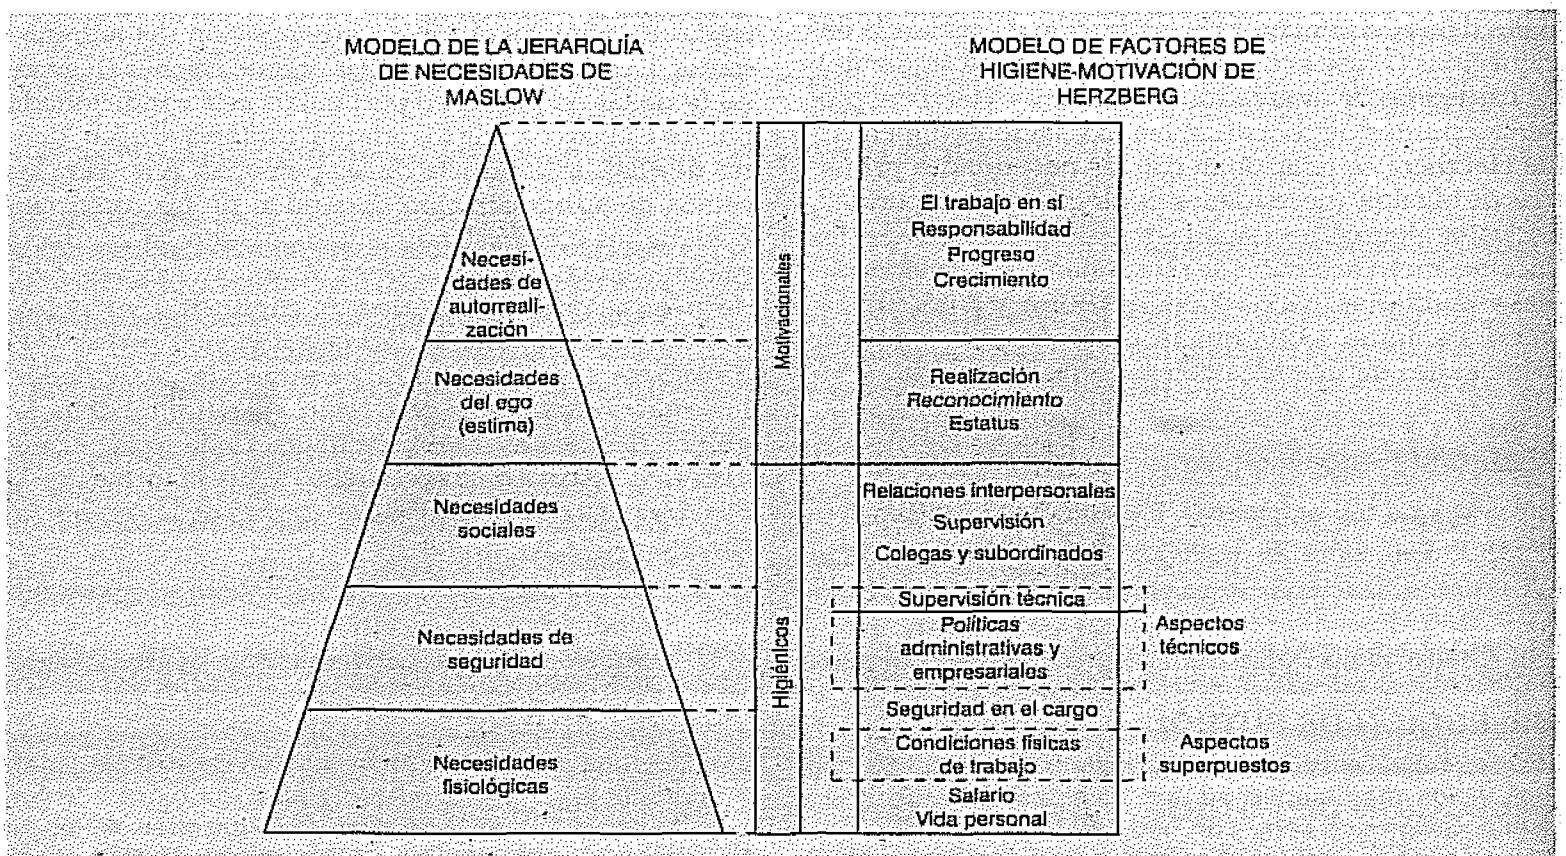 MODELO DE LA JERARQUÍA
DE NECESIDADES DE
MASLOW
Necesi-
dades de
autorreali-
zación
Necesidades
del ego
(estima)
Necesidades
sociales
Necesidades de
seguridad
Necesidades
fisiológicas
MODELO DE FACTORES DE
HIGIENE-MOTIVACIÓN DE
HERZBERG
Motivacionales
Higiénicos
El trabajo en sí
Responsabilidad
Progreso
Crecimiento
Realización
Reconocimiento
Estatus
Relaciones interpersonales
Supervisión
Colegas y subordinados
Supervisión técnica
Políticas
administrativas y
empresariales
Aspectos
técnicos
Seguridad en el cargo
Condiciones físicas
de trabajo
Aspectos
superpuestos
Salario
Vida personal